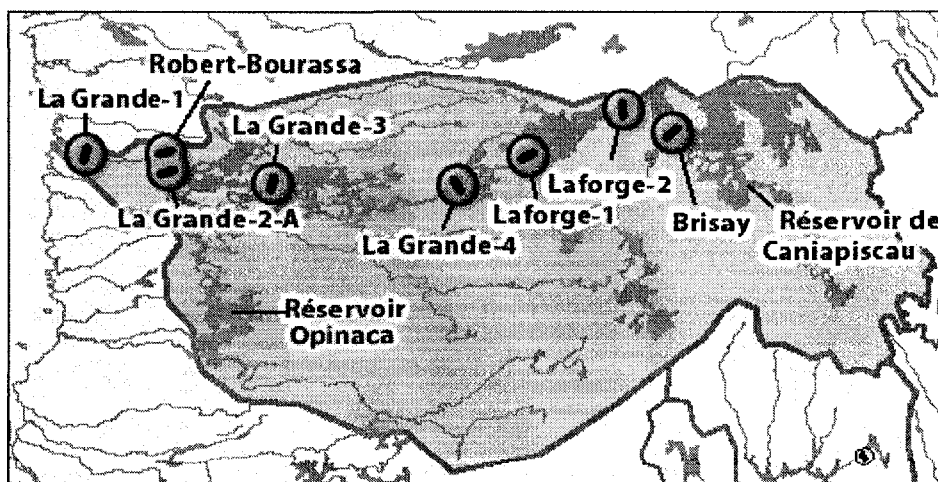 Robert-Bourassa
La Grande-1
La Grande-3
La Grande-2-A
La Grande-4
Laforge-1
Laforge-2
Brisay
Réservoir de
Caniapiscau
Réservoir
Opinaca